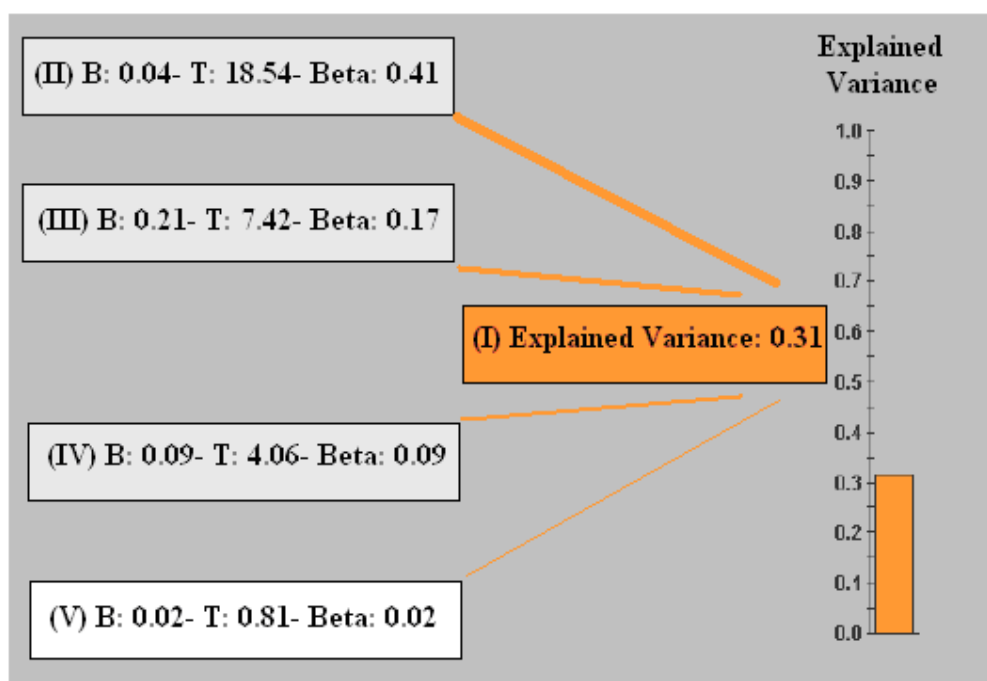 (II) B: 0.04- T: 18.54- Beta: 0.41
(III) B: 0.21- T: 7.42- Beta: 0.17
(I) Explained Variance: 0.31
(IV) B: 0.09- T: 4.06- Beta: 0.09
(V) B: 0.02- T: 0.81- Beta: 0.02
Explained
Variance
1.0
0.9
0.8
0.7
0.6
0.5
0.4
0.3
0.2
0.1
0.0